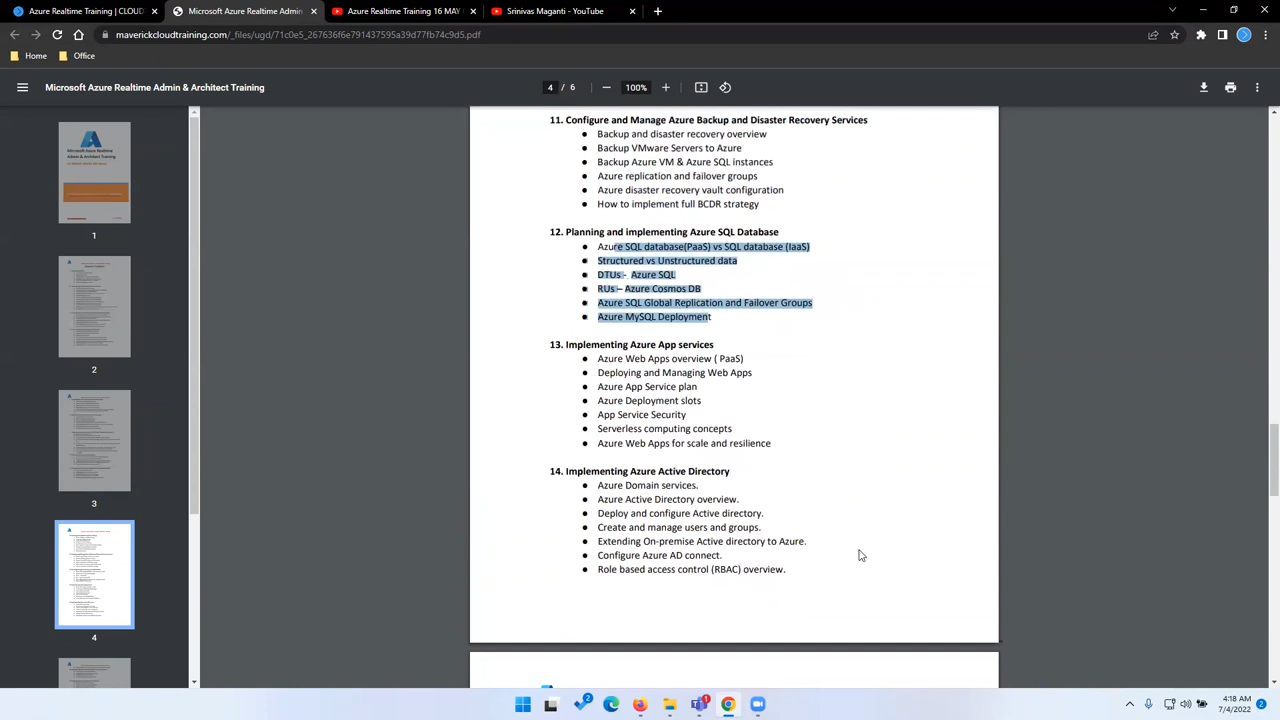 Azure Realtime Training | CLOUD
Azure Realtime Admin
Azure Realtime Training 16 MAY
Srinivas Maganti - YouTube
maverickcloudtraining.com/_files/ugd/71c0e5_267636f6e791437595a39d77fb74c9d5.pdf
Home
Office
Microsoft Azure Realtime Admin & Architect Training
4 / 6
100%
11. Configure and Manage Azure Backup and Disaster Recovery Services
● Backup and disaster recovery overview
● Backup VMware Servers to Azure
● Backup Azure VM & Azure SQL instances
● Azure replication and failover groups
● Azure disaster recovery vault configuration
● How to implement full BCDR strategy
12. Planning and implementing Azure SQL Database
● Azure SQL database(PaaS) vs SQL database (IaaS)
● Structured vs Unstructured data
● DTUs - Azure SQL
● RUs – Azure Cosmos DB
● Azure SQL Global Replication and Failover Groups
● Azure MySQL Deployment
13. Implementing Azure App services
● Azure Web Apps overview ( PaaS)
● Deploying and Managing Web Apps
● Azure App Service plan
● Azure Deployment slots
● App Service Security
● Serverless computing concepts
● Azure Web Apps for scale and resilience
14. Implementing Azure Active Directory
● Azure Domain services.
● Azure Active Directory overview.
● Deploy and configure Active directory.
● Create and manage users and groups.
● Extending On-premise Active directory to Azure.
● Configure Azure AD connect.
● Role based access control (RBAC) overview.
Microsoft Azure Realtime
Admin & Architect Training
1
2
3
4
2
1
4:18 AM
7/4/2022
2